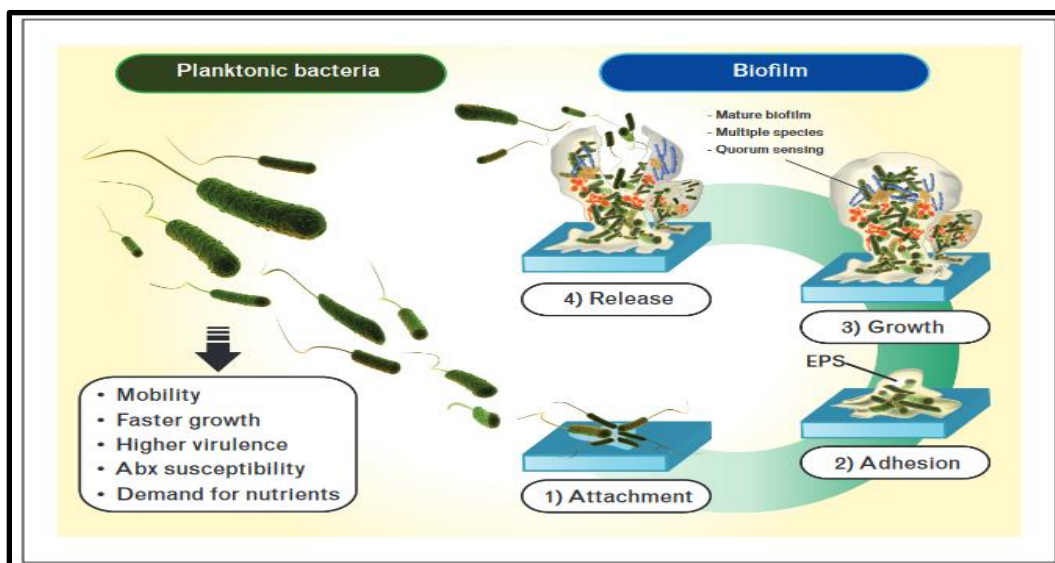 Planktonic bacteria
Biofilm
- Mature biofilm
- Multiple species
- Quorum sensing
4) Release
3) Growth
EPS
2) Adhesion
1) Attachment
• Mobility
• Faster growth
• Higher virulence
• Abx susceptibility
• Demand for nutrients